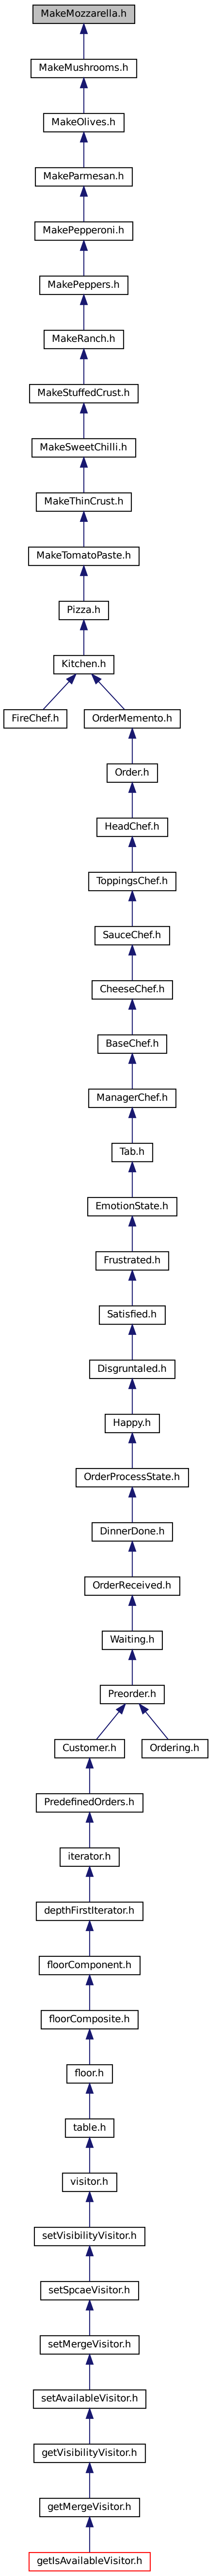 MakeMozzarella.h
MakeMushrooms.h
MakeOlives.h
MakeParmesan.h
MakePepperoni.h
MakePeppers.h
MakeRanch.h
MakeStuffedCrust.h
MakeSweetChilli.h
MakeThinCrust.h
MakeTomatoPaste.h
Pizza.h
Kitchen.h
FireChef.h
OrderMemento.h
Order.h
HeadChef.h
ToppingsChef.h
SauceChef.h
CheeseChef.h
BaseChef.h
ManagerChef.h
Tab.h
EmotionState.h
Frustrated.h
Satisfied.h
Disgruntaled.h
Happy.h
OrderProcessState.h
DinnerDone.h
OrderReceived.h
Waiting.h
Preorder.h
Customer.h
Ordering.h
PredefinedOrders.h
iterator.h
depthFirstIterator.h
floorComponent.h
floorComposite.h
floor.h
table.h
visitor.h
setVisibilityVisitor.h
setSpcaeVisitor.h
setMergeVisitor.h
setAvailableVisitor.h
getVisibilityVisitor.h
getMergeVisitor.h
getIsAvailableVisitor.h